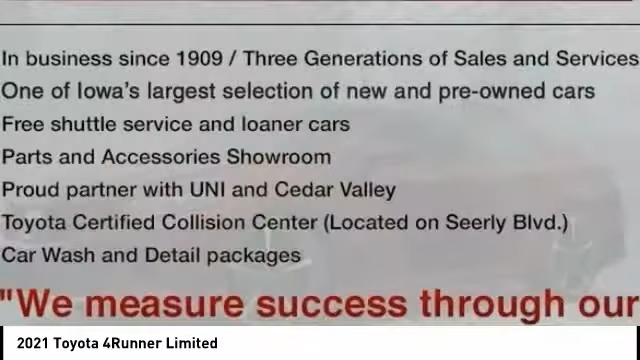 In business since 1909 / Three Generations of Sales and Services
One of Iowa's largest selection of new and pre-owned cars
Free shuttle service and loaner cars
Parts and Accessories Showroom
Proud partner with UNI and Cedar Valley
Toyota Certified Collision Center (Located on Seerly Blvd.)
Car Wash and Detail packages
"We measure success through our
2021 Toyota 4Runner Limited